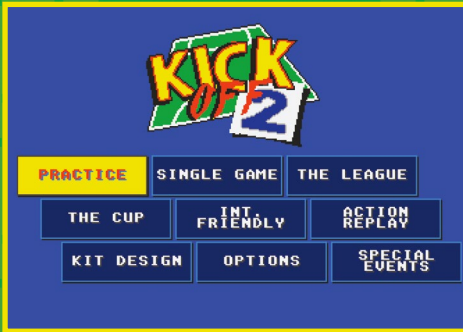 KICK
OFF
2
PRACTICE
SINGLE GAME
THE LEAGUE
THE CUP
INT.
FRIENDLY
ACTION
REPLAY
KIT DESIGN
OPTIONS
SPECIAL
EVENTS